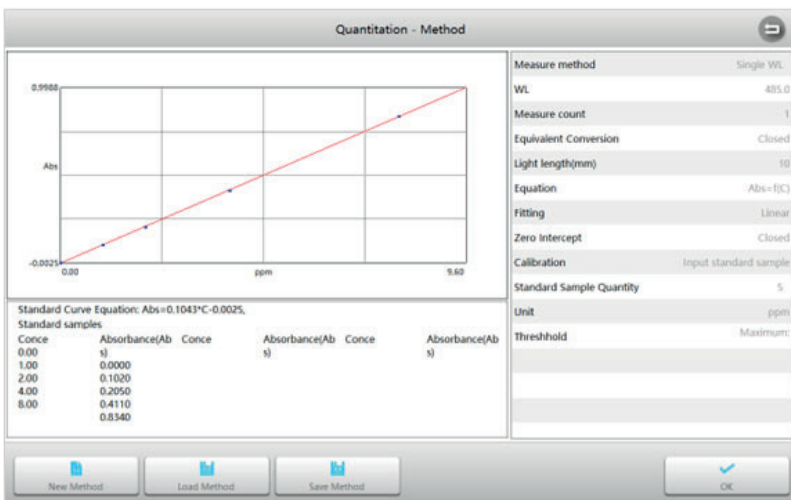 Quantitation - Method
0.9988
Abs
-0.0025
0.00
ppm
9.60
Measure method Single WL
WL 485.0
Measure count 1
Equivalent Conversion Closed
Light length(mm) 10
Equation Abs=f(C)
Fitting Linear
Zero Intercept Closed
Calibration Input standard sample
Standard Sample Quantity 5
Unit ppm
Threshhold Maximum:
Standard Curve Equation: Abs=0.1043*C-0.0025,
Standard samples
Conce Absorbance(Ab Conce Absorbance(Ab Conce Absorbance(Ab
0.00 s) s) s)
1.00 0.0000
2.00 0.1020
4.00 0.2050
8.00 0.4110
0.8340
New Method
Load Method
Save Method
OK